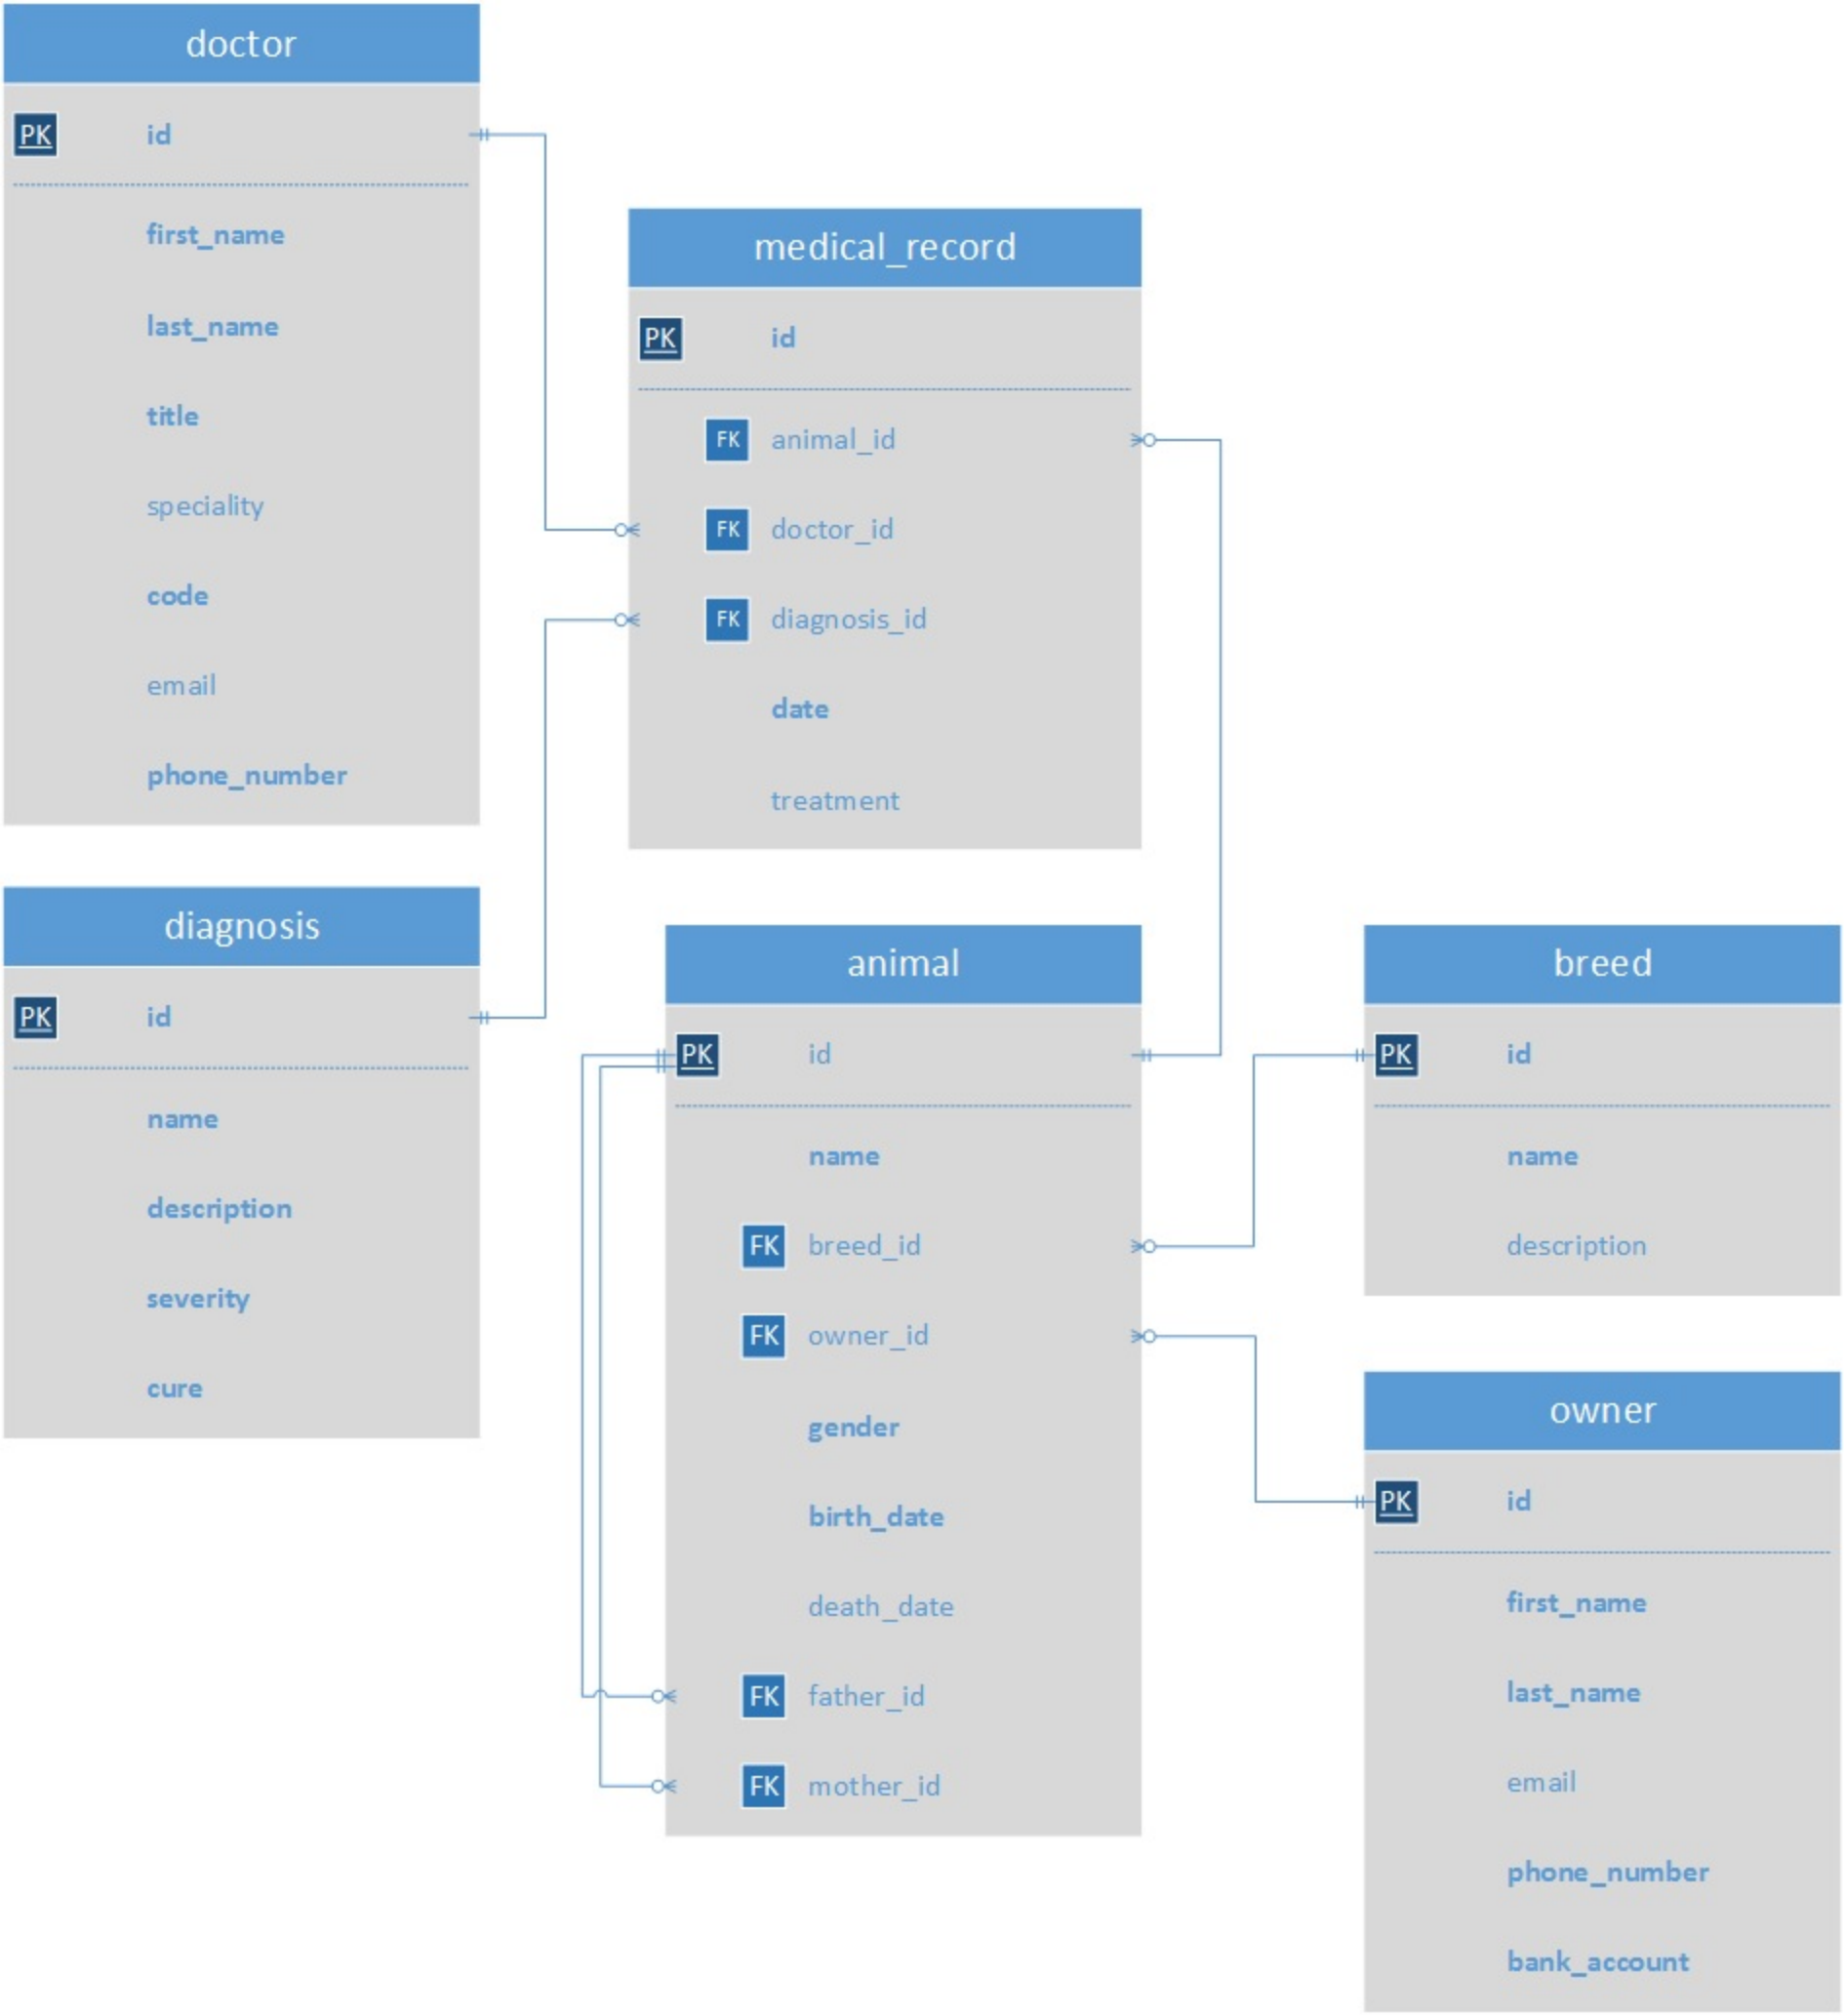 doctor
PK id
first_name
last_name
title
speciality
code
email
phone_number
medical_record
PK id
FK animal_id
FK doctor_id
FK diagnosis_id
date
treatment
diagnosis
PK id
name
description
severity
cure
animal
PK id
name
FK breed_id
FK owner_id
gender
birth_date
death_date
FK father_id
FK mother_id
breed
PK id
name
description
owner
PK id
first_name
last_name
email
phone_number
bank_account